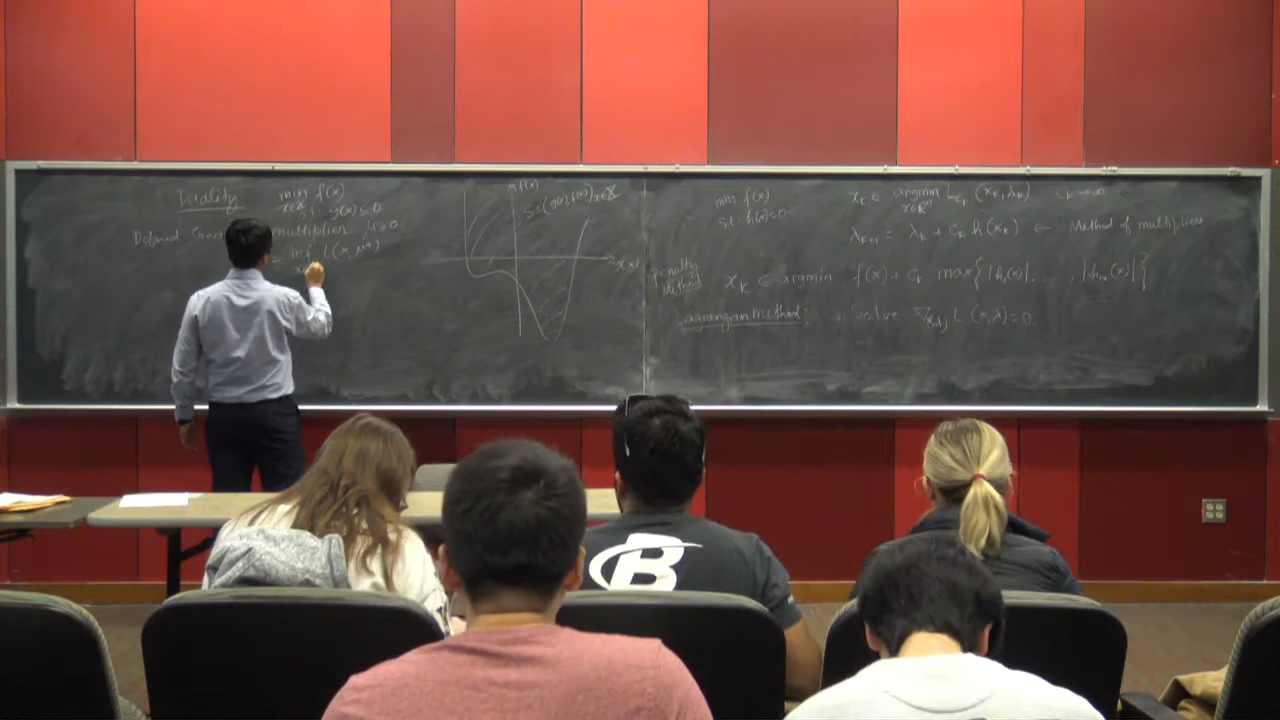 Duality min f(x)
x∈X
s.t. g(x) ≤ 0
Defined multiplier μ ≥ 0
= inf L(x, μ*)
f(x)
S = (g(x), f(x)) x∈X
g(x)
min f(x)
s.t. h(x) = 0
x_k ∈ argmin L_{c_k}(x_k, λ_k) c_k → ∞
x∈ℝⁿ
λ_{k+1} = λ_k + c_k h(x_k) ← Method of multipliers
Penalty Method x_k ∈ argmin f(x) + c_k max{|h_1(x)|, . . , |h_m(x)|}
Lagrangian Method: solve ∇_{(x,λ)} L(x,λ) = 0.
B